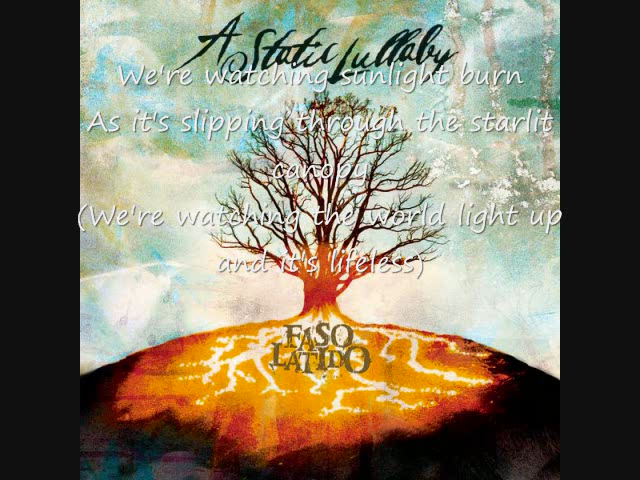 A Static Lullaby
We're watching sunlight burn
As it's slipping through the starlit
canopy
(We're watching the world light up
and it's lifeless)
FASO
LATIDO